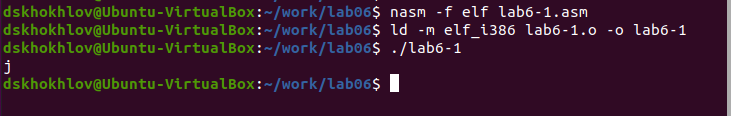 dskhokhlov@Ubuntu-VirtualBox:~/work/lab06$ nasm -f elf lab6-1.asm
dskhokhlov@Ubuntu-VirtualBox:~/work/lab06$ ld -m elf_i386 lab6-1.o -o lab6-1
dskhokhlov@Ubuntu-VirtualBox:~/work/lab06$ ./lab6-1
j
dskhokhlov@Ubuntu-VirtualBox:~/work/lab06$